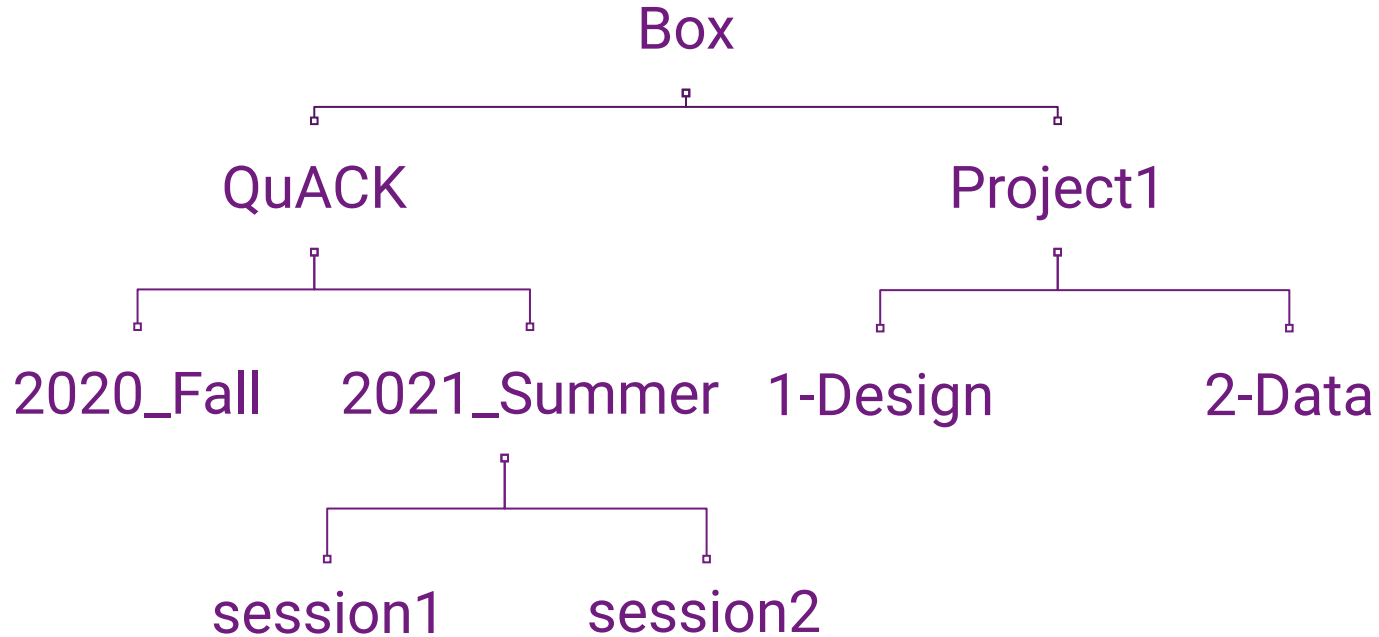 Box
QuACK Project1
2020_Fall 2021_Summer 1-Design 2-Data
session1 session2